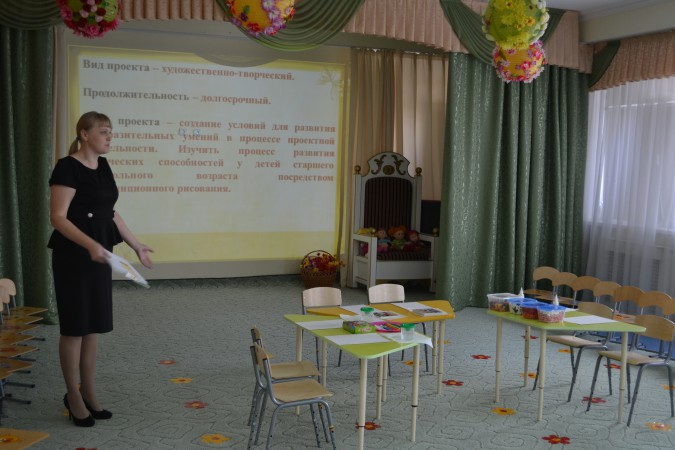 Вид проекта – художественно-творческий.
Продолжительность – долгосрочный.
проекта – создание условий для развития
умений в процессе проектной
Изучить процесс развития
способностей у детей старшего
возраста посредством
рисования.